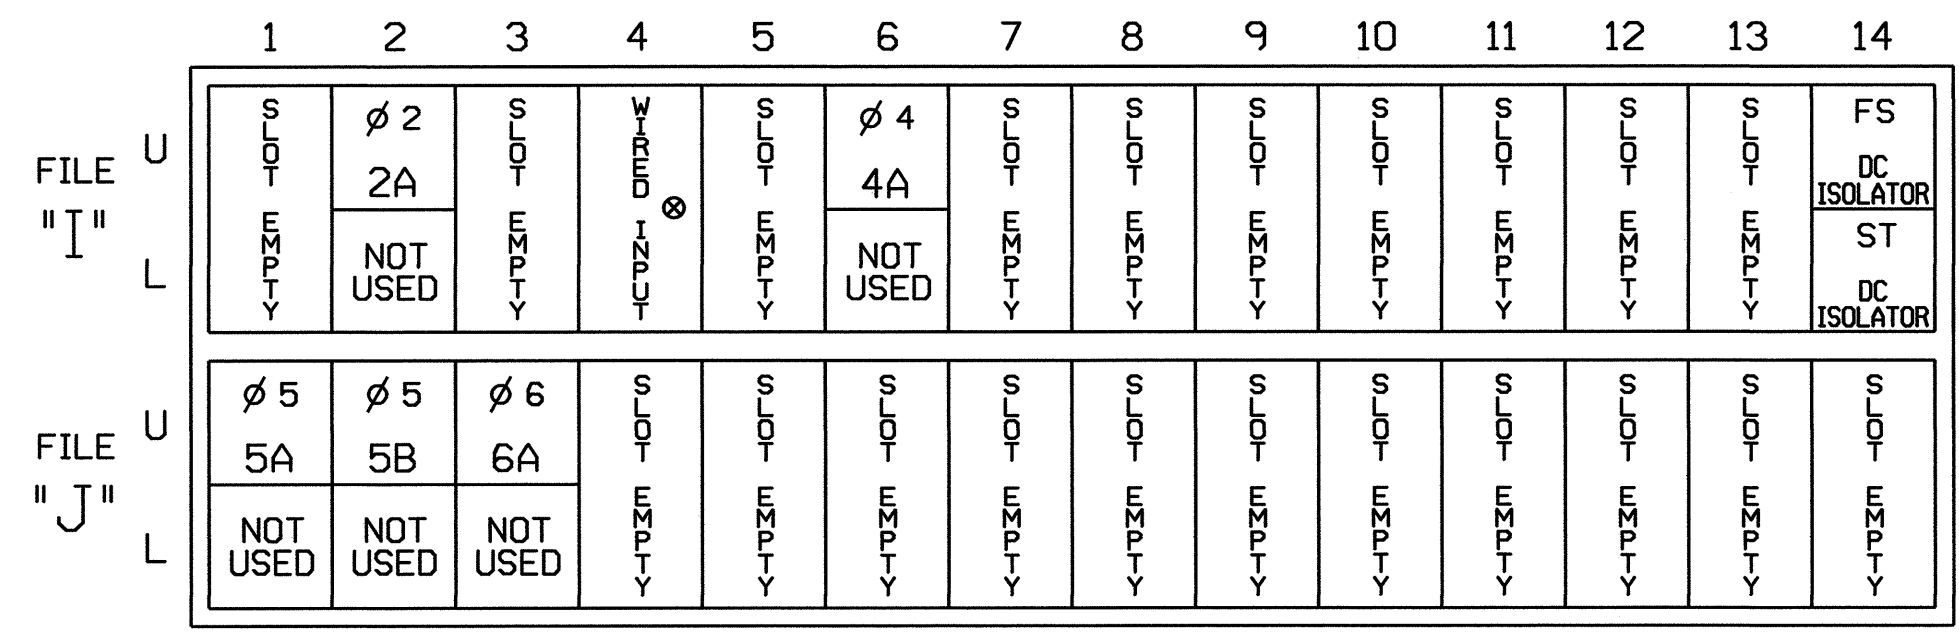 1 2 3 4 5 6 7 8 9 10 11 12 13 14
FILE "I"
U
L
SLOT EMPTY
Ø 2
2A
NOT USED
SLOT EMPTY
WIRED INPUT ⊗
SLOT EMPTY
Ø 4
4A
NOT USED
SLOT EMPTY
SLOT EMPTY
SLOT EMPTY
SLOT EMPTY
SLOT EMPTY
SLOT EMPTY
SLOT EMPTY
FS
DC
ISOLATOR
ST
DC
ISOLATOR
FILE "J"
U
L
Ø 5
5A
NOT USED
Ø 5
5B
NOT USED
Ø 6
6A
NOT USED
SLOT EMPTY
SLOT EMPTY
SLOT EMPTY
SLOT EMPTY
SLOT EMPTY
SLOT EMPTY
SLOT EMPTY
SLOT EMPTY
SLOT EMPTY
SLOT EMPTY
SLOT EMPTY